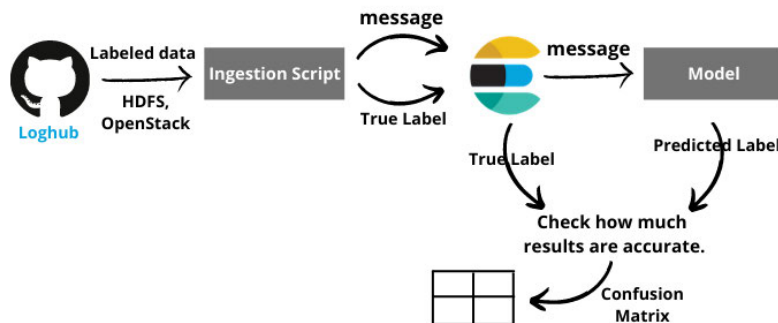 Labeled data
HDFS,
OpenStack
Loghub
Ingestion Script
message
True Label
message
Model
True Label
Predicted Label
Check how much
results are accurate.
Confusion
Matrix